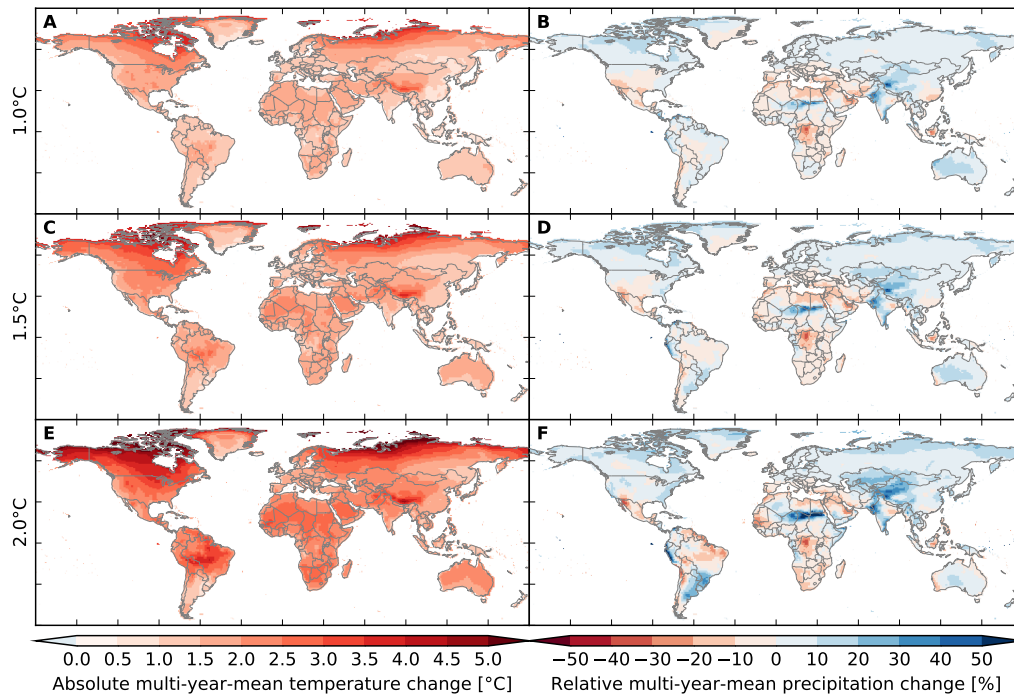 A
B
1.0°C
C
D
1.5°C
E
F
2.0°C
0.0 0.5 1.0 1.5 2.0 2.5 3.0 3.5 4.0 4.5 5.0
−50 −40 −30 −20 −10 0 10 20 30 40 50
Absolute multi-year-mean temperature change [°C]
Relative multi-year-mean precipitation change [%]